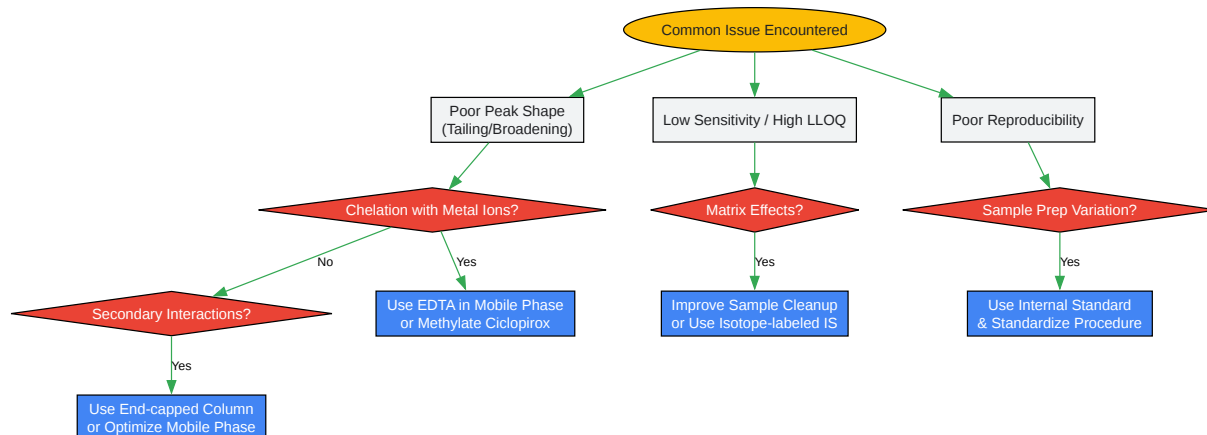 Common Issue Encountered
Poor Peak Shape
(Tailing/Broadening)
Low Sensitivity / High LLOQ
Poor Reproducibility
Chelation with Metal Ions?
Matrix Effects?
Sample Prep Variation?
No
Yes
Yes
Yes
Secondary Interactions?
Use EDTA in Mobile Phase
or Methylate Ciclopirox
Improve Sample Cleanup
or Use Isotope-labeled IS
Use Internal Standard
& Standardize Procedure
Yes
Use End-capped Column
or Optimize Mobile Phase